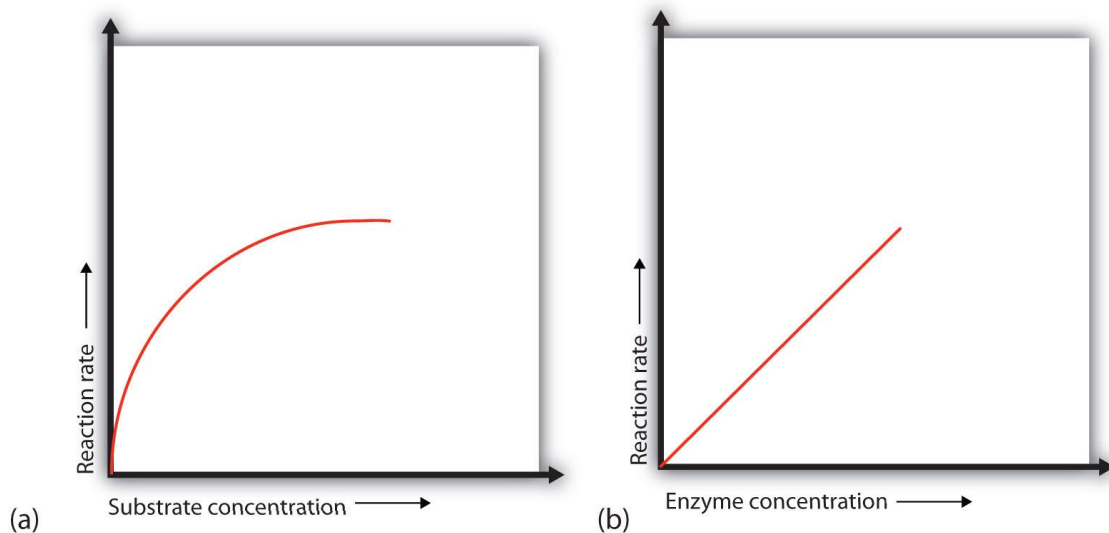 Reaction rate
Substrate concentration
(a)
Reaction rate
Enzyme concentration
(b)